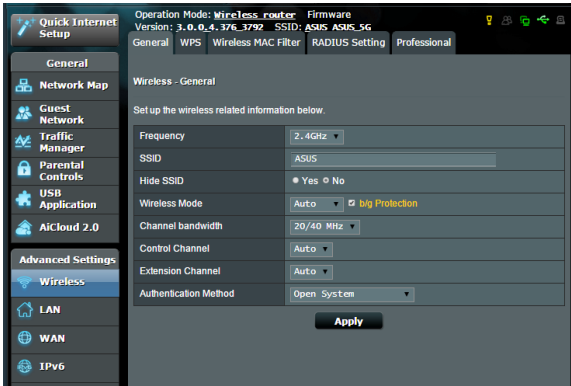 Quick Internet
Setup
General
Network Map
Guest
Network
Traffic
Manager
Parental
Controls
USB
Application
AiCloud 2.0
Advanced Settings
Wireless
LAN
WAN
IPv6
Operation Mode: Wireless router Firmware
Version: 3.0.0.4.376_3792 SSID: ASUS ASUS_5G
General WPS Wireless MAC Filter RADIUS Setting Professional
Wireless - General
Set up the wireless related information below.
Frequency 2.4GHz
SSID ASUS
Hide SSID Yes No
Wireless Mode Auto b/g Protection
Channel bandwidth 20/40 MHz
Control Channel Auto
Extension Channel Auto
Authentication Method Open System
Apply